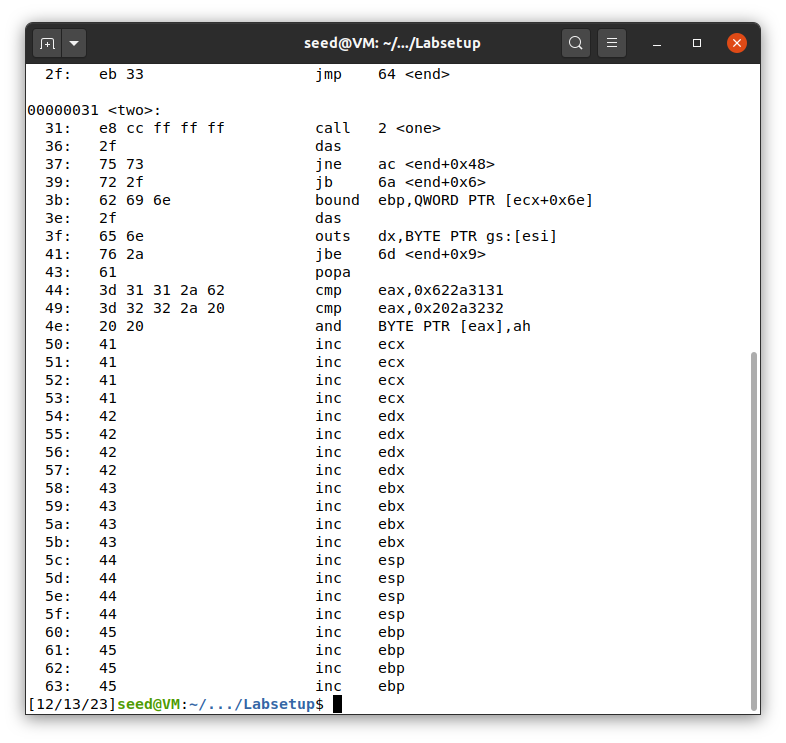 seed@VM: ~/.../Labsetup
2f: eb 33 jmp 64 <end>
00000031 <two>:
31: e8 cc ff ff ff call 2 <one>
36: 2f das
37: 75 73 jne ac <end+0x48>
39: 72 2f jb 6a <end+0x6>
3b: 62 69 6e bound ebp,QWORD PTR [ecx+0x6e]
3e: 2f das
3f: 65 6e outs dx,BYTE PTR gs:[esi]
41: 76 2a jbe 6d <end+0x9>
43: 61 popa
44: 3d 31 31 2a 62 cmp eax,0x622a3131
49: 3d 32 32 2a 20 cmp eax,0x202a3232
4e: 20 20 and BYTE PTR [eax],ah
50: 41 inc ecx
51: 41 inc ecx
52: 41 inc ecx
53: 41 inc ecx
54: 42 inc edx
55: 42 inc edx
56: 42 inc edx
57: 42 inc edx
58: 43 inc ebx
59: 43 inc ebx
5a: 43 inc ebx
5b: 43 inc ebx
5c: 44 inc esp
5d: 44 inc esp
5e: 44 inc esp
5f: 44 inc esp
60: 45 inc ebp
61: 45 inc ebp
62: 45 inc ebp
63: 45 inc ebp
[12/13/23]seed@VM:~/.../Labsetup$